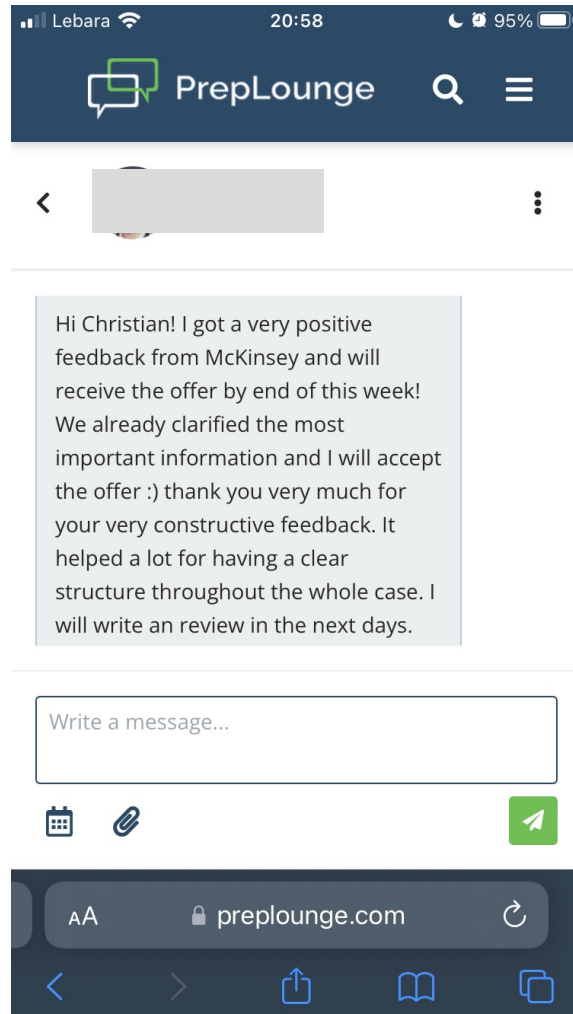 Lebara 20:58 95%
PrepLounge
Hi Christian! I got a very positive
feedback from McKinsey and will
receive the offer by end of this week!
We already clarified the most
important information and I will accept
the offer :) thank you very much for
your very constructive feedback. It
helped a lot for having a clear
structure throughout the whole case. I
will write an review in the next days.
Write a message...
AA preplounge.com